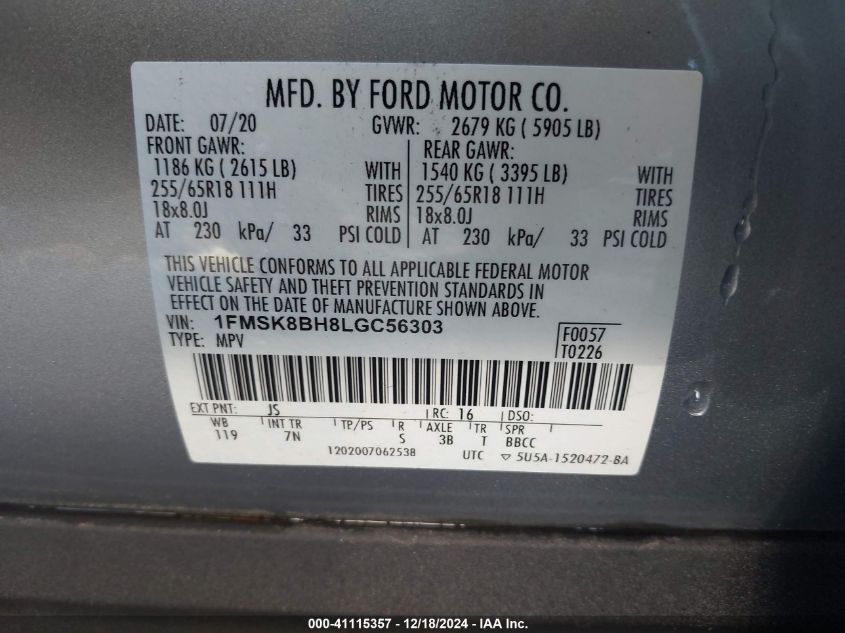 MFD. BY FORD MOTOR CO.
DATE: 07/20 GVWR: 2679 KG ( 5905 LB)
FRONT GAWR: REAR GAWR:
1186 KG ( 2615 LB) WITH 1540 KG ( 3395 LB) WITH
255/65R18 111H TIRES 255/65R18 111H TIRES
18x8.0J RIMS 18x8.0J RIMS
AT 230 kPa/ 33 PSI COLD AT 230 kPa/ 33 PSI COLD
THIS VEHICLE CONFORMS TO ALL APPLICABLE FEDERAL MOTOR
VEHICLE SAFETY AND THEFT PREVENTION STANDARDS IN
EFFECT ON THE DATE OF MANUFACTURE SHOWN ABOVE.
VIN: 1FMSK8BH8LGC56303 F0057
TYPE: MPV T0226
EXT PNT: JS RC: 16 DSO:
WB INT TR TP/PS R AXLE TR SPR
119 7N S 3B T BBCC
1202007062538 UTC ▽ 5U5A-1520472-BA
000-41115357 - 12/18/2024 - IAA Inc.